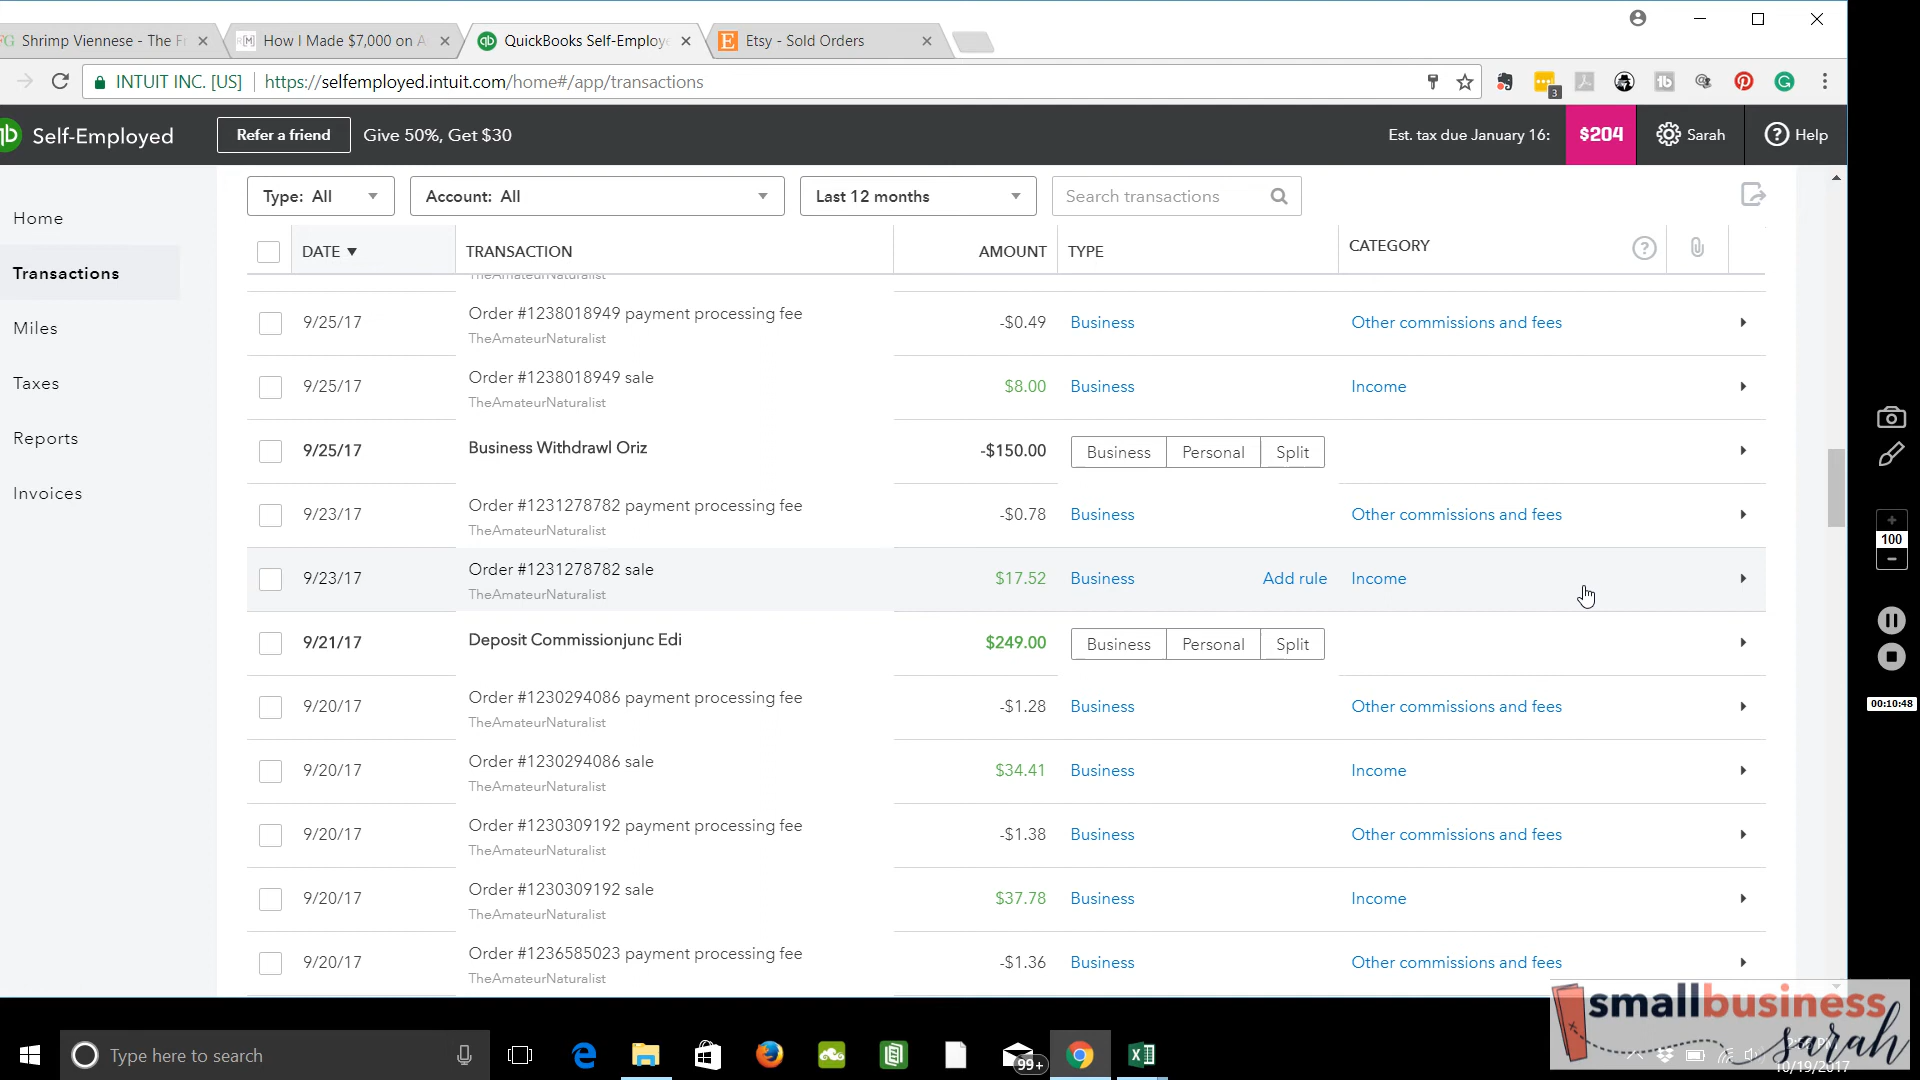 FG Shrimp Viennese - The Fr
M How I Made $7,000 on A
qb QuickBooks Self-Employe
E Etsy - Sold Orders
INTUIT INC. [US] https://selfemployed.intuit.com/home#/app/transactions
3
Self-Employed
Refer a friend
Give 50%, Get $30
Est. tax due January 16: $204
Sarah
? Help
Home
Transactions
Miles
Taxes
Reports
Invoices
Type: All
Account: All
Last 12 months
Search transactions
DATE ▼ TRANSACTION AMOUNT TYPE CATEGORY ?
TheAmateurNaturalist
9/25/17 Order #1238018949 payment processing fee -$0.49 Business Other commissions and fees
TheAmateurNaturalist
9/25/17 Order #1238018949 sale $8.00 Business Income
TheAmateurNaturalist
9/25/17 Business Withdrawl Oriz -$150.00 Business Personal Split
9/23/17 Order #1231278782 payment processing fee -$0.78 Business Other commissions and fees
TheAmateurNaturalist
9/23/17 Order #1231278782 sale $17.52 Business Add rule Income
TheAmateurNaturalist
9/21/17 Deposit Commissionjunc Edi $249.00 Business Personal Split
9/20/17 Order #1230294086 payment processing fee -$1.28 Business Other commissions and fees
TheAmateurNaturalist
9/20/17 Order #1230294086 sale $34.41 Business Income
TheAmateurNaturalist
9/20/17 Order #1230309192 payment processing fee -$1.38 Business Other commissions and fees
TheAmateurNaturalist
9/20/17 Order #1230309192 sale $37.78 Business Income
TheAmateurNaturalist
9/20/17 Order #1236585023 payment processing fee -$1.36 Business Other commissions and fees
TheAmateurNaturalist
100
00:10:48
smallbusiness
sarah
Type here to search
99+
10/19/2017